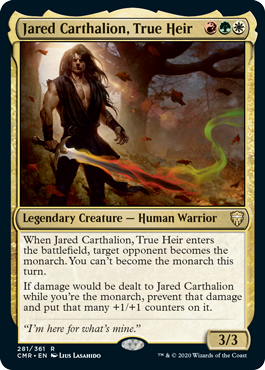 Jared Carthalion, True Heir
Legendary Creature — Human Warrior
When Jared Carthalion, True Heir enters
the battlefield, target opponent becomes the
monarch. You can't become the monarch this
turn.
If damage would be dealt to Jared Carthalion
while you're the monarch, prevent that damage
and put that many +1/+1 counters on it.
"I'm here for what's mine."
3/3
281/361 R
CMR • EN LIUS LASAHIDO
™ & © 2020 Wizards of the Coast